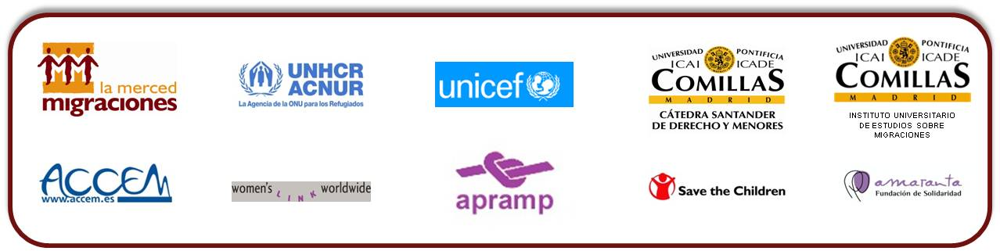 la merced
migraciones
UNHCR
ACNUR
La Agencia de la ONU para los Refugiados
unicef
UNIVERSIDAD PONTIFICIA
ICAI ICADE
COMILLAS
MADRID
CÁTEDRA SANTANDER
DE DERECHO Y MENORES
UNIVERSIDAD PONTIFICIA
ICAI ICADE
COMILLAS
MADRID
INSTITUTO UNIVERSITARIO
DE ESTUDIOS SOBRE
MIGRACIONES
ACCEM
www.accem.es
women's LINK worldwide
apramp
Save the Children
amaranta
Fundación de Solidaridad